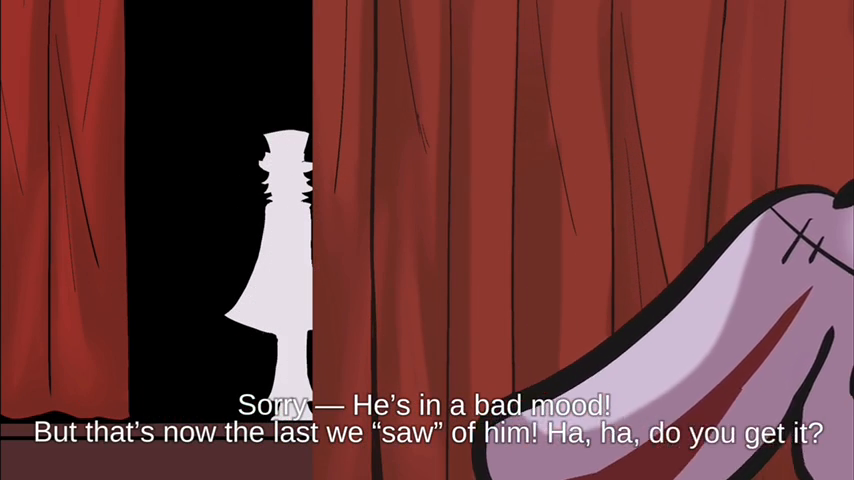 Sorry — He’s in a bad mood!
But that’s now the last we “saw” of him! Ha, ha, do you get it?